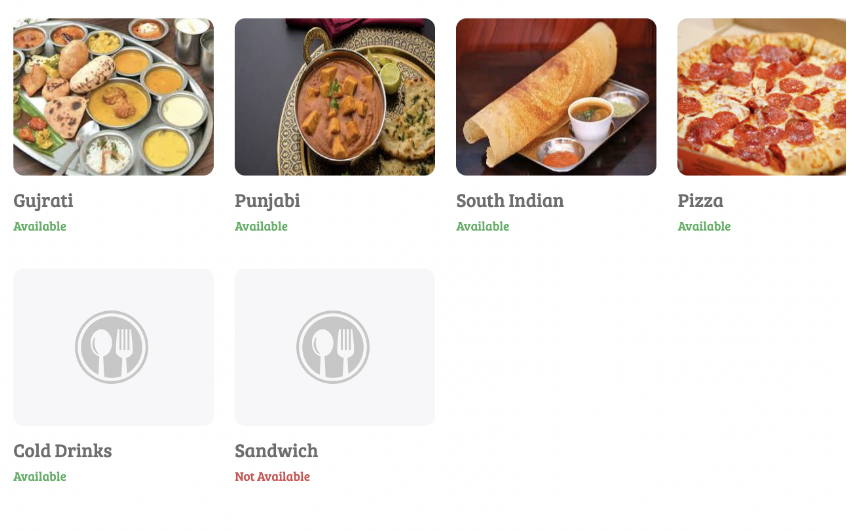 Gujrati
Available
Punjabi
Available
South Indian
Available
Pizza
Available
Cold Drinks
Available
Sandwich
Not Available